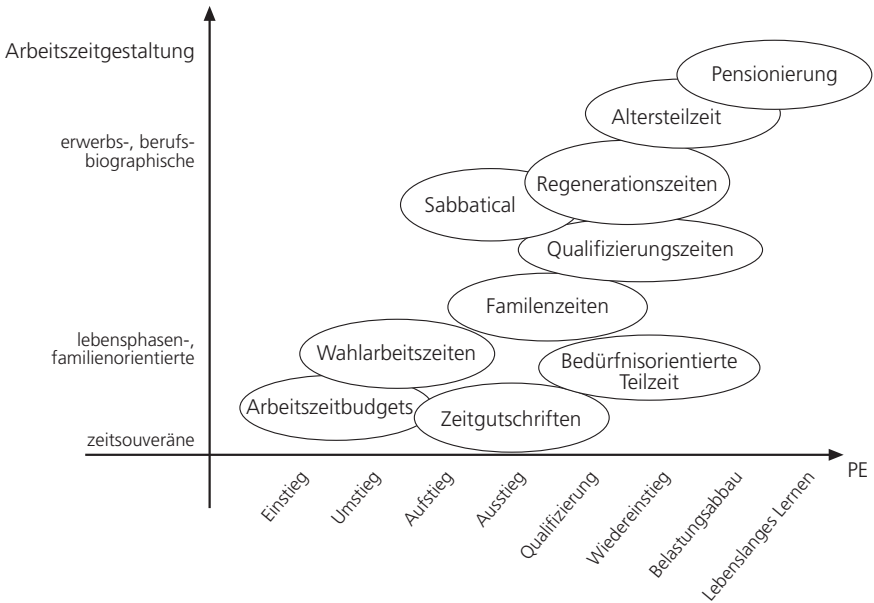 Arbeitszeitgestaltung
Pensionierung
Altersteilzeit
erwerbs-, berufs-
biographische
Regenerationszeiten
Sabbatical
Qualifizierungszeiten
Familenzeiten
lebensphasen-,
familienorientierte
Wahlarbeitszeiten
Bedürfnisorientierte
Teilzeit
Arbeitszeitbudgets
Zeitgutschriften
zeitsouveräne
PE
Einstieg
Umstieg
Aufstieg
Ausstieg
Qualifizierung
Wiedereinstieg
Belastungsabbau
Lebenslanges Lernen